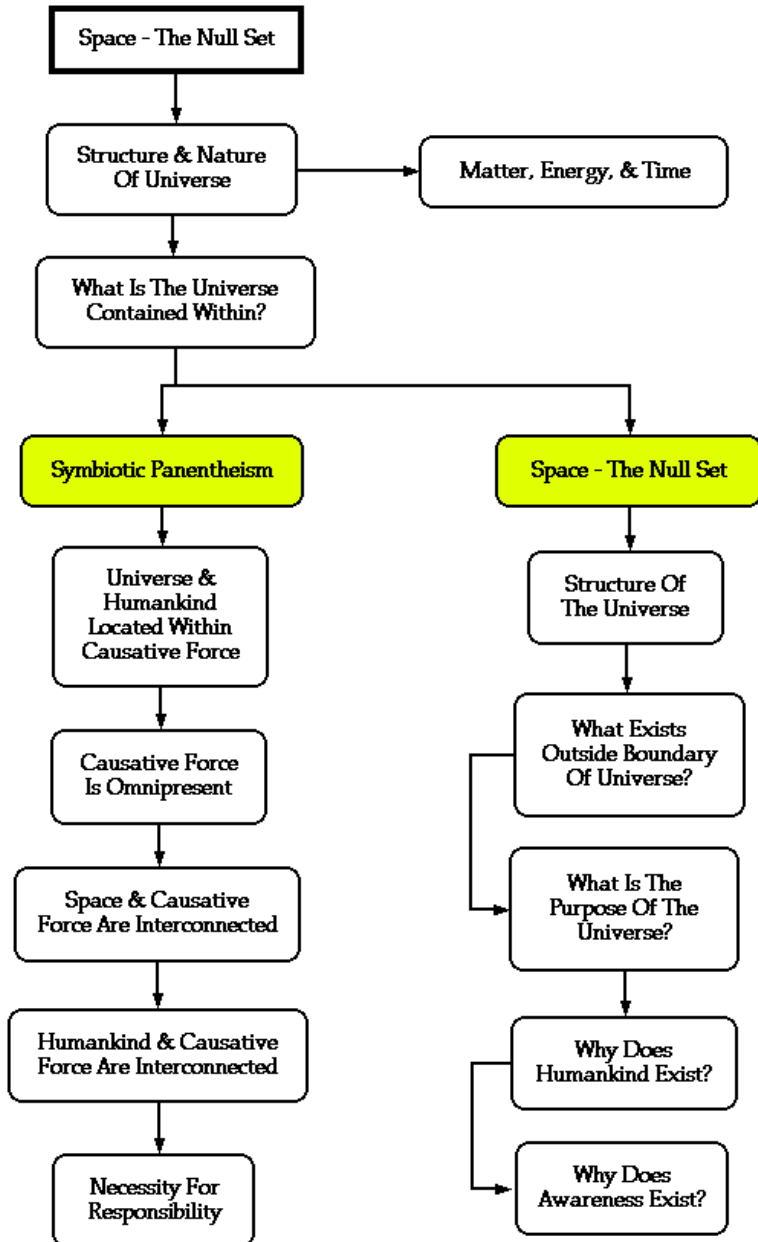 Space - The Null Set
Structure & Nature
Of Universe
Matter, Energy, & Time
What Is The Universe
Contained Within?
Symbiotic Panentheism
Universe &
Humankind
Located Within
Causative Force
Causative Force
Is Omnipresent
Space & Causative
Force Are Interconnected
Humankind & Causative
Force Are Interconnected
Necessity For
Responsibility
Space - The Null Set
Structure Of
The Universe
What Exists
Outside Boundary
Of Universe?
What Is The
Purpose Of The
Universe?
Why Does
Humankind Exist?
Why Does
Awareness Exist?